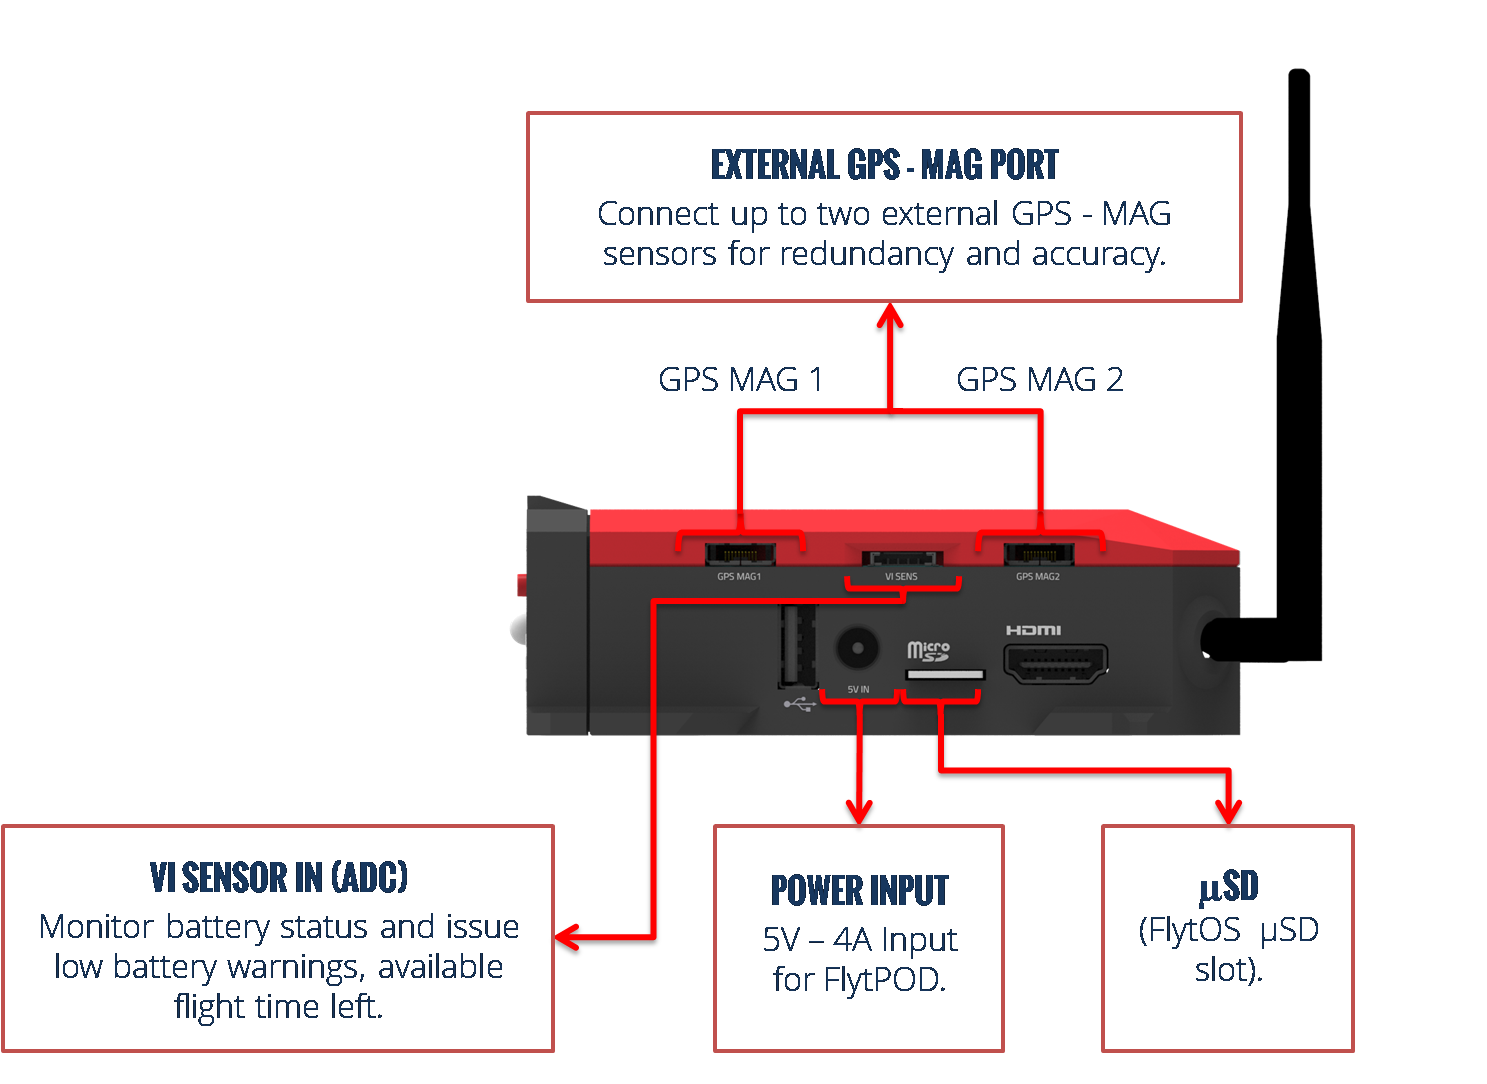 EXTERNAL GPS - MAG PORT
Connect up to two external GPS - MAG
sensors for redundancy and accuracy.
GPS MAG 1
GPS MAG 2
GPS MAG1
VI SENS
GPS MAG2
HDMI
micro
SD
5V IN
VI SENSOR IN (ADC)
Monitor battery status and issue
low battery warnings, available
flight time left.
POWER INPUT
5V – 4A Input
for FlytPOD.
µSD
(FlytOS µSD
slot).